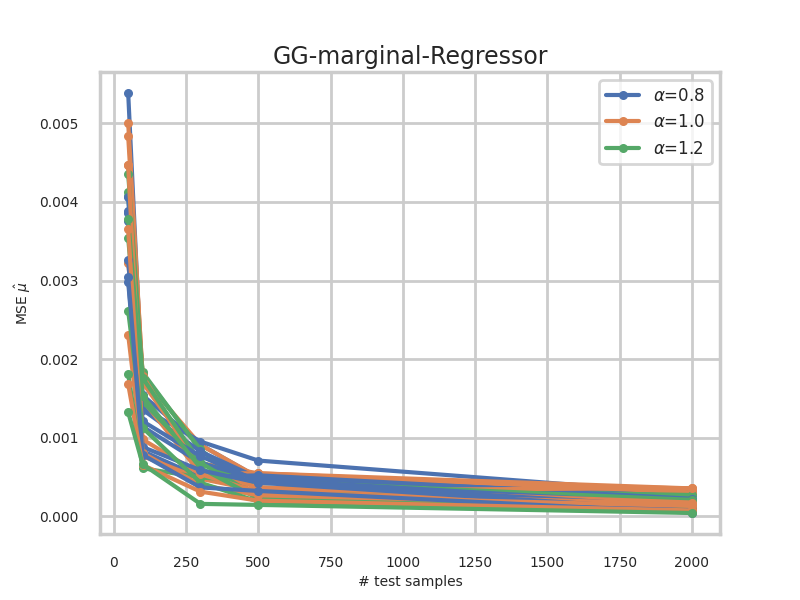 GG-marginal-Regressor
α=0.8
α=1.0
α=1.2
0.005
0.004
0.003
0.002
0.001
0.000
MSE μ̂
0 250 500 750 1000 1250 1500 1750 2000
# test samples